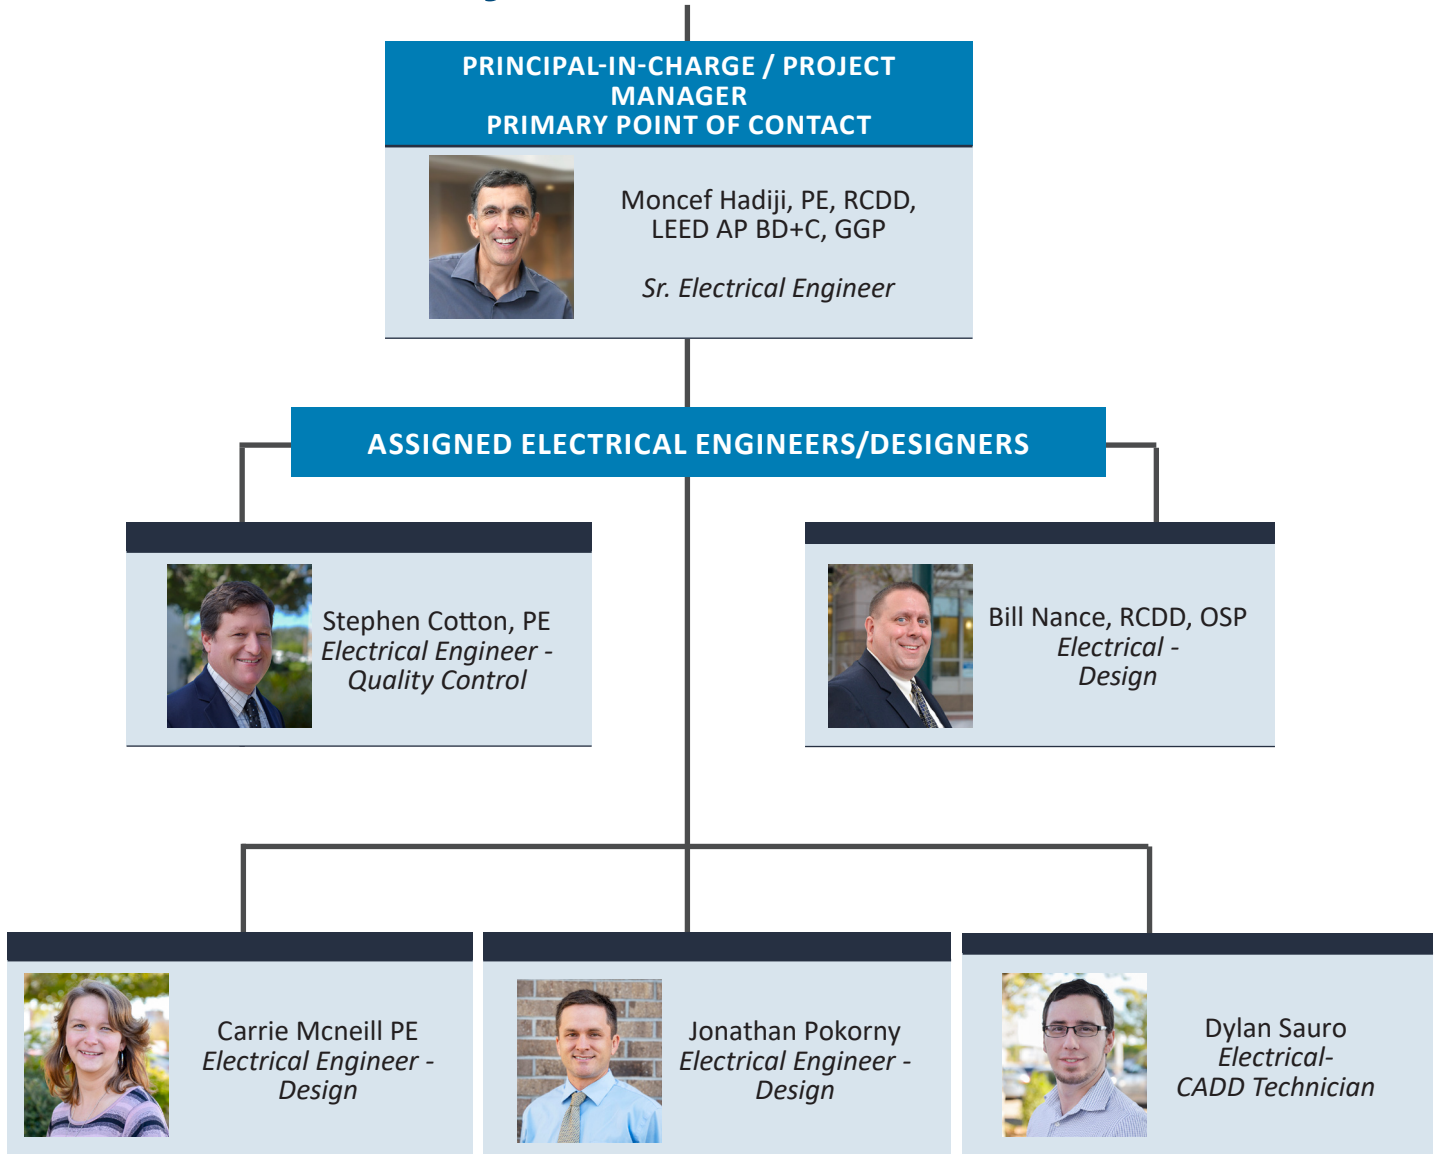 PRINCIPAL-IN-CHARGE / PROJECT
MANAGER
PRIMARY POINT OF CONTACT
Moncef Hadiji, PE, RCDD,
LEED AP BD+C, GGP
Sr. Electrical Engineer
ASSIGNED ELECTRICAL ENGINEERS/DESIGNERS
Stephen Cotton, PE
Electrical Engineer -
Quality Control
Bill Nance, RCDD, OSP
Electrical -
Design
Carrie Mcneill PE
Electrical Engineer -
Design
Jonathan Pokorny
Electrical Engineer -
Design
Dylan Sauro
Electrical-
CADD Technician